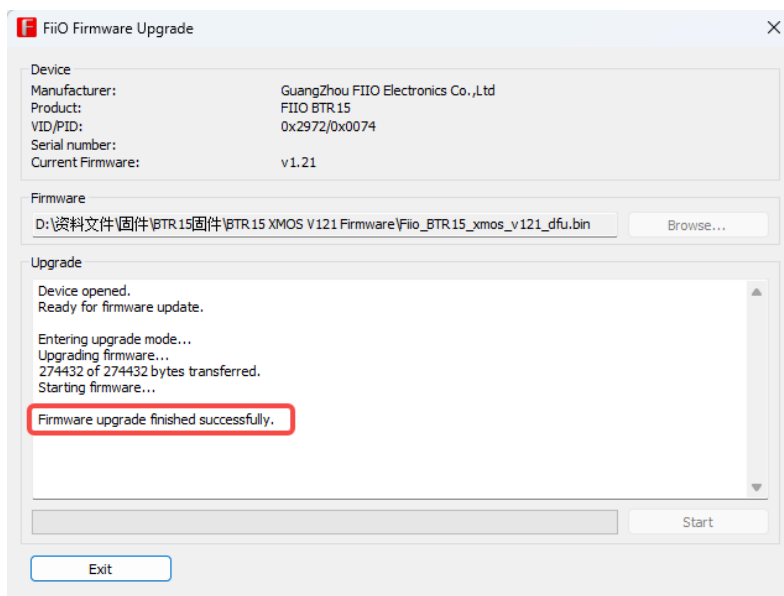 FiiO Firmware Upgrade
Device
Manufacturer: GuangZhou FIIO Electronics Co.,Ltd
Product: FIIO BTR15
VID/PID: 0x2972/0x0074
Serial number:
Current Firmware: v1.21
Firmware
D:\资料文件\固件\BTR15固件\BTR15 XMOS V121 Firmware\Fiio_BTR15_xmos_v121_dfu.bin Browse...
Upgrade
Device opened.
Ready for firmware update.
Entering upgrade mode...
Upgrading firmware...
274432 of 274432 bytes transferred.
Starting firmware...
Firmware upgrade finished successfully.
Start
Exit